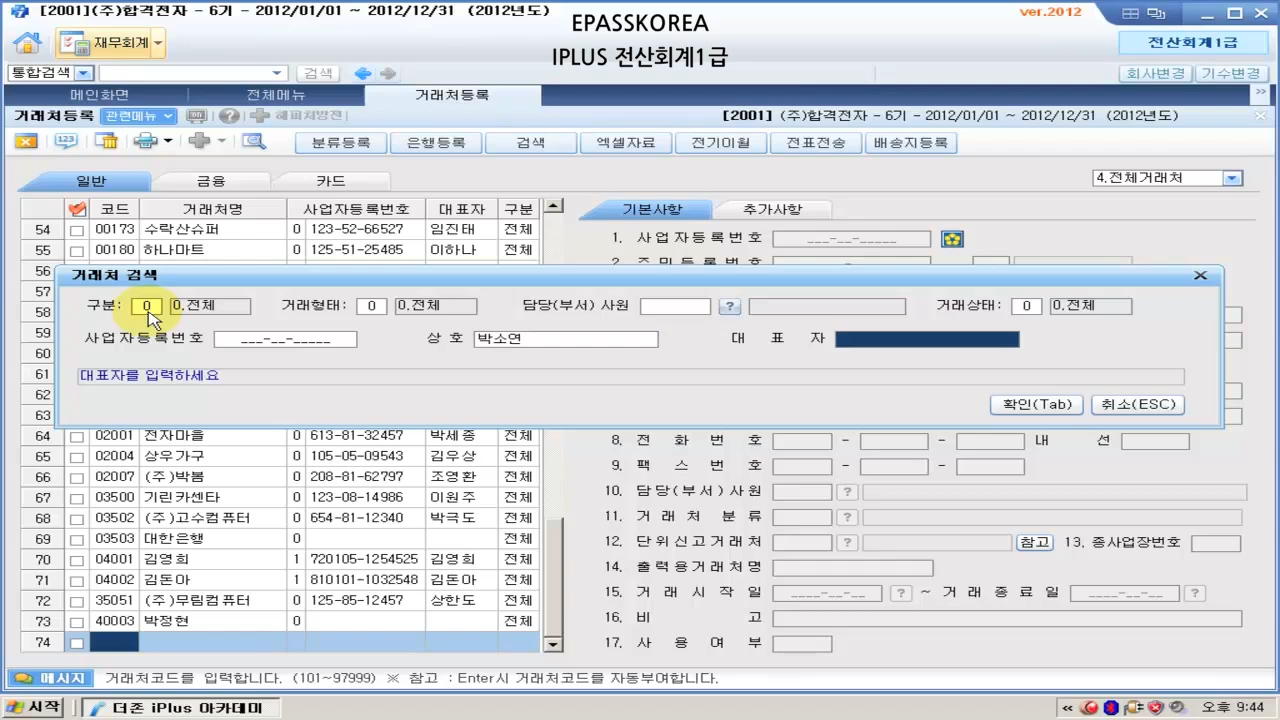 [2001](주)합격전자 - 6기 - 2012/01/01 ~ 2012/12/31 (2012년도)
EPASSKOREA
ver.2012
재무회계
IPLUS 전산회계1급
전산회계1급
통합검색 검색 회사변경 기수변경
메인화면 전체메뉴 거래처등록 >>
거래처등록 관련메뉴 [2001] (주)합격전자 - 6기 - 2012/01/01 ~ 2012/12/31 (2012년도)
분류등록 은행등록 검색 엑셀자료 전기이월 전표전송 배송지등록
일반 금융 카드 4.전체거래처
코드 거래처명 사업자등록번호 대표자 구분 기본사항 추가사항
54 00173 수락산슈퍼 0 123-52-66527 임진태 전체
1. 사업자등록번호 ___-__-_____
55 00180 하나마트 0 125-51-25485 이하나 전체
56
2. 주민등록번호
거래처 검색
57
구분: 0 0.전체 거래형태: 0 0.전체 담당(부서) 사원 ? 거래상태: 0 0.전체
58
59
사업자등록번호 ___-__-_____ 상호 박소연 대표자
60
61 대표자를 입력하세요
62
확인(Tab) 취소(ESC)
63
64 02001 전자마을 0 613-81-32457 박세종 전체
8. 전화번호 - - 내선
65 02004 상우가구 0 105-05-09543 김우상 전체
9. 팩스번호 - -
66 02007 (주)박봄 0 208-81-62797 조영환 전체
10. 담당(부서)사원 ?
67 03500 기린카센타 0 123-08-14986 이원주 전체
68 03502 (주)고수컴퓨터 0 654-81-12340 박극도 전체
11. 거래처 분류 ?
69 03503 대한은행 0 전체
12. 단위신고거래처 ? 참고 13. 종사업장번호
70 04001 김영희 1 720105-1254525 김영희 전체
14. 출력용거래처명
71 04002 김돈아 1 810101-1032548 김돈아 전체
15. 거래시작일 ____-__-__ ? ~ 거래종료일 ____-__-__ ?
72 35051 (주)무림컴퓨터 0 125-85-12457 상한도 전체
16. 비고
73 40003 박정현 0 전체
74
17. 사용여부
메시지 거래처코드를 입력합니다. (101~97999) ※ 참고 : Enter시 거래처코드를 자동부여합니다.
시작 더존 iPlus 아카데미 « 오후 9:44